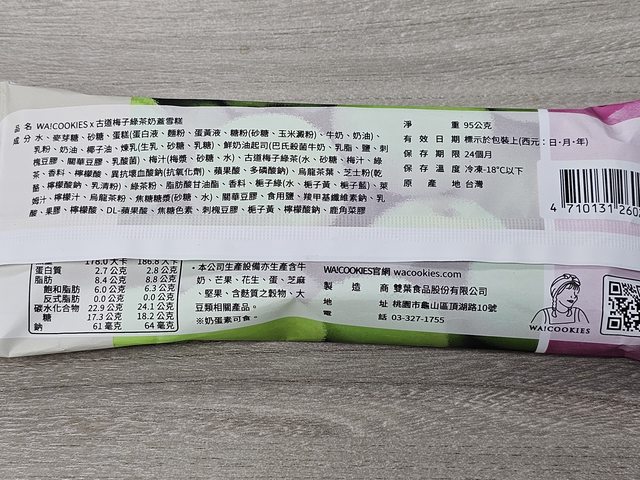 品名 WA!COOKIES x 古道梅子綠茶奶蓋雪糕
成分 水、麥芽糖、砂糖、蛋糕(蛋白液、麵粉、蛋黃液、糖粉(砂糖、玉米澱粉)、牛奶、奶油)、
乳粉、奶油、椰子油、煉乳(生乳、砂糖、乳糖)、鮮奶油起司(巴氏殺菌牛奶、乳脂、鹽、刺
槐豆膠、關華豆膠、乳酸菌)、梅汁(梅漿、砂糖、水)、古道梅子綠茶(水、砂糖、梅汁、綠
茶、香料、檸檬酸、異抗壞血酸鈉(抗氧化劑)、蘋果酸、多磷酸鈉)、烏龍茶葉、芝士粉(乾
酪、檸檬酸鈉、乳清粉)、綠茶粉、脂肪酸甘油酯、香料、梔子綠(水、梔子黃、梔子藍)、萊
姆汁、檸檬汁、烏龍茶粉、焦糖糖漿(砂糖、水)、關華豆膠、食用鹽、羧甲基纖維素鈉、乳
酸、果膠、檸檬酸、DL-蘋果酸、焦糖色素、刺槐豆膠、梔子黃、檸檬酸鈉、鹿角菜膠
淨重 95公克
有效日期 標示於包裝上(西元：日·月·年)
保存期限 24個月
保存溫度 冷凍-18°C以下
原產地 台灣
4 710131 2602
178.0 大卡 186.8 大卡
蛋白質 2.7 公克 2.8 公克
脂肪 8.4 公克 8.8 公克
飽和脂肪 6.0 公克 6.3 公克
反式脂肪 0.0 公克 0.0 公克
碳水化合物 22.9 公克 24.1 公克
糖 17.3 公克 18.2 公克
鈉 61 毫克 64 毫克
·本公司生產設備亦生產含牛
奶、芒果、花生、蛋、芝麻
、堅果、含麩質之穀物、大
豆類相關產品。
※奶蛋素可食。
WA!COOKIES官網 wacookies.com
製造商 雙葉食品股份有限公司
地址 桃園市龜山區頂湖路10號
電話 03-327-1755
WA!COOKIES